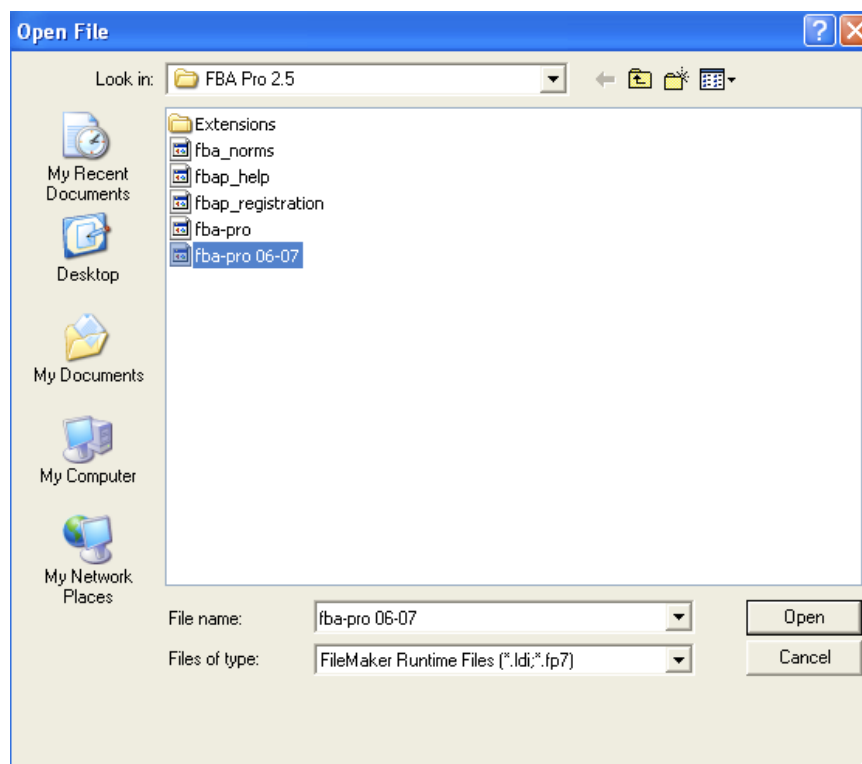 Open File
Look in:
FBA Pro 2.5
My Recent
Documents
Desktop
My Documents
My Computer
My Network
Places
Extensions
fba_norms
fbap_help
fbap_registration
fba-pro
fba-pro 06-07
File name:
fba-pro 06-07
Open
Files of type:
FileMaker Runtime Files (*.ldi;*.fp7)
Cancel